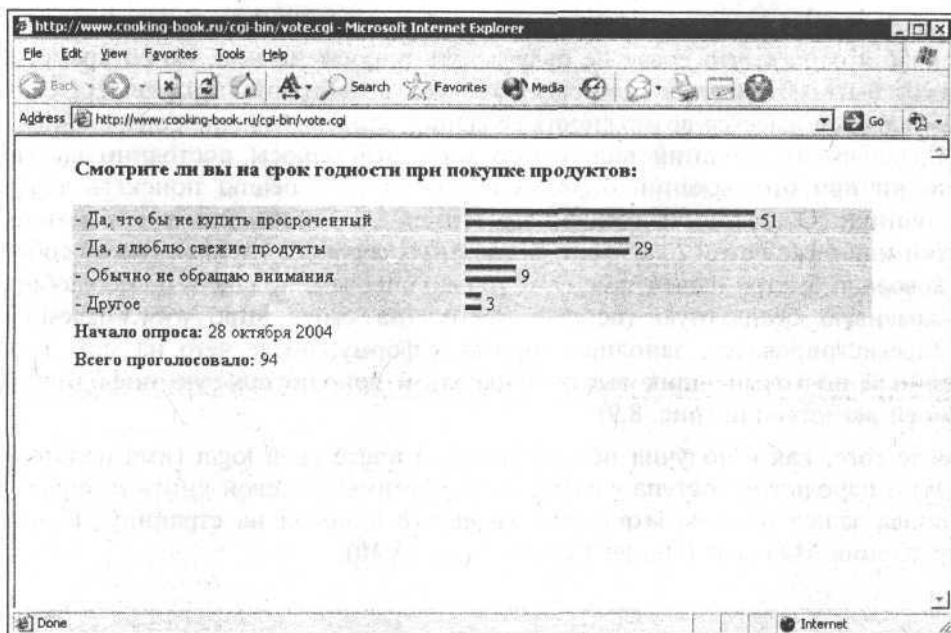 http://www.cooking-book.ru/cgi-bin/vote.cgi - Microsoft Internet Explorer
File Edit View Favorites Tools Help
Back Search Favorites Media
Address http://www.cooking-book.ru/cgi-bin/vote.cgi Go
Смотрите ли вы на срок годности при покупке продуктов:
- Да, что бы не купить просроченный 51
- Да, я люблю свежие продукты 29
- Обычно не обращаю внимания 9
- Другое 3
Начало опроса: 28 октября 2004
Всего проголосовало: 94
Done Internet